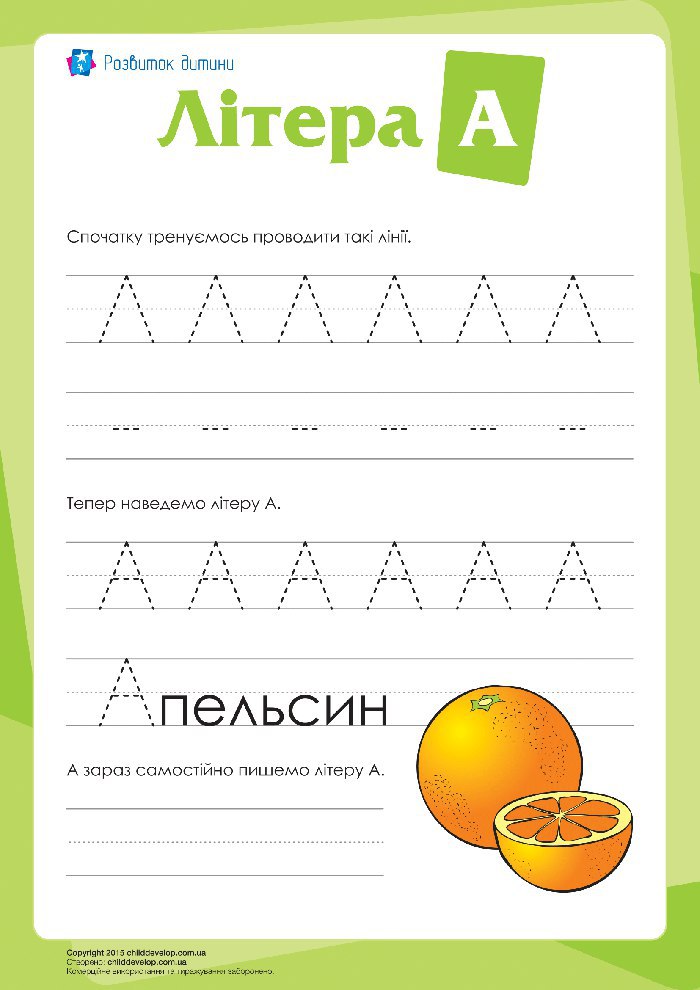 Розвиток дитини
Літера А
Спочатку тренуємось проводити такі лінії.
Тепер наведемо літеру А.
А А А А А А
Апельсин
А зараз самостійно пишемо літеру А.
Copyright 2015 childdevelop.com.ua
Створено: childdevelop.com.ua
Комерційне використання та тиражування заборонено.